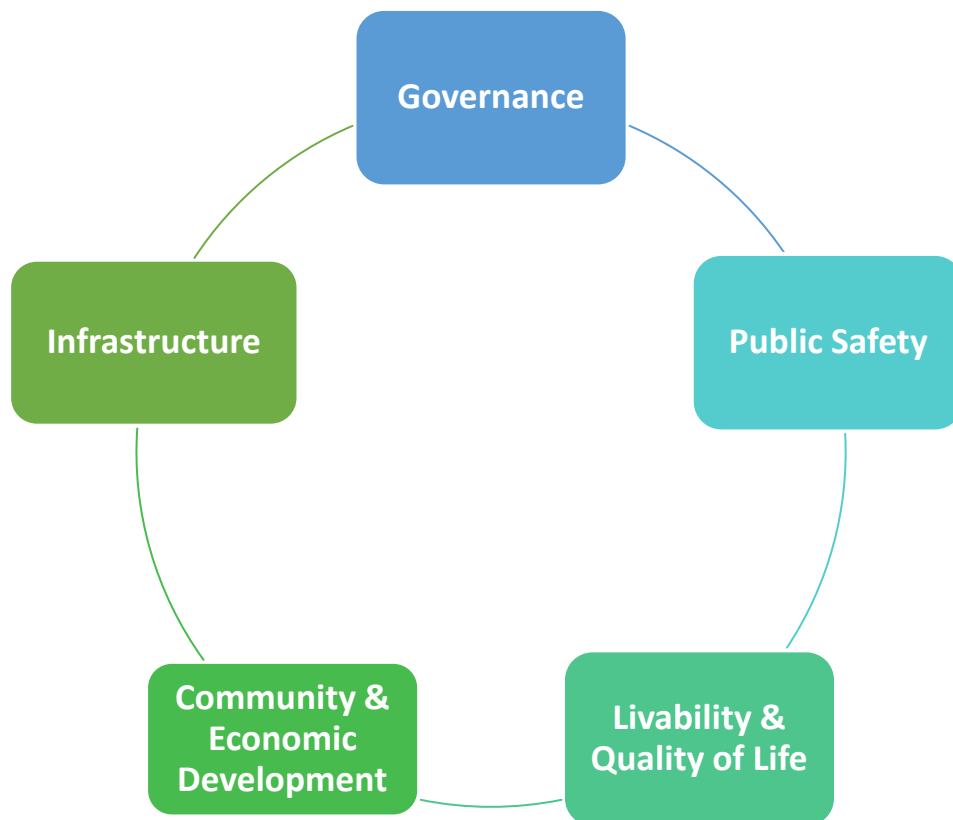 Governance
Infrastructure
Public Safety
Community &
Economic
Development
Livability &
Quality of Life